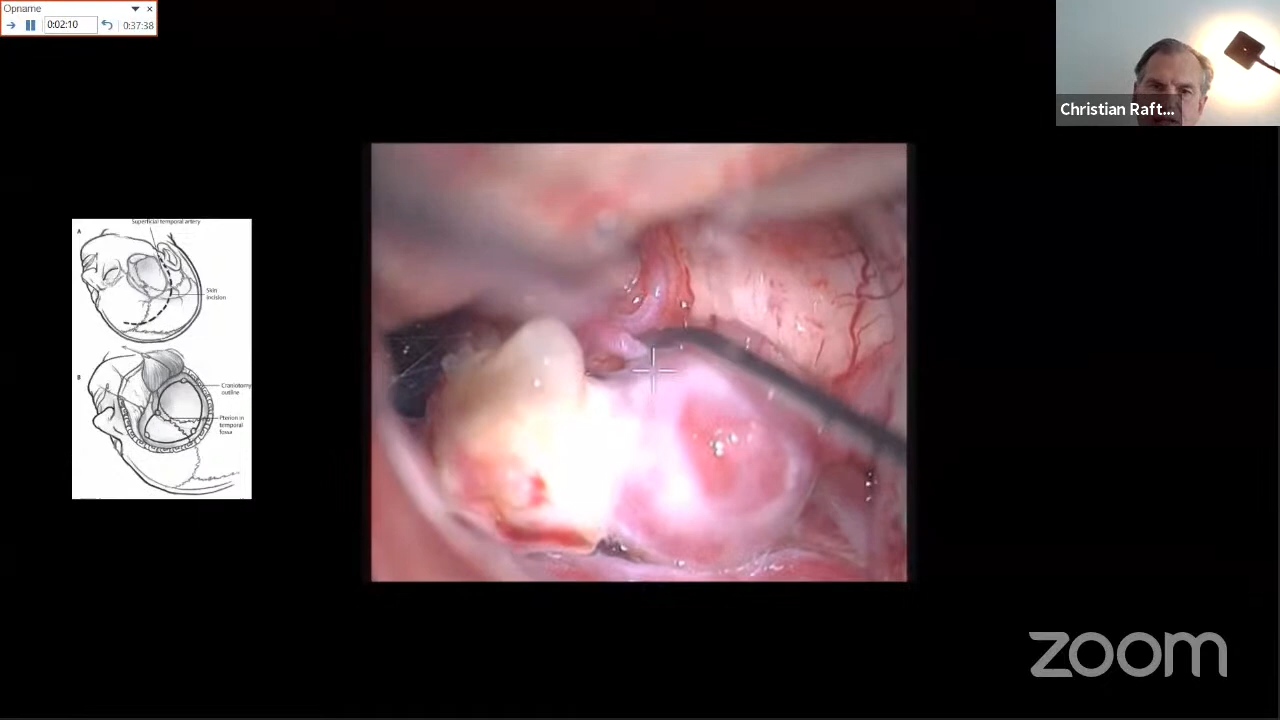 Opname
0:02:10
0:37:38
Christian Raft...
Superficial temporal artery
A
Skin
incision
B
Craniotomy
outline
Pterion in
temporal
fossa
zoom